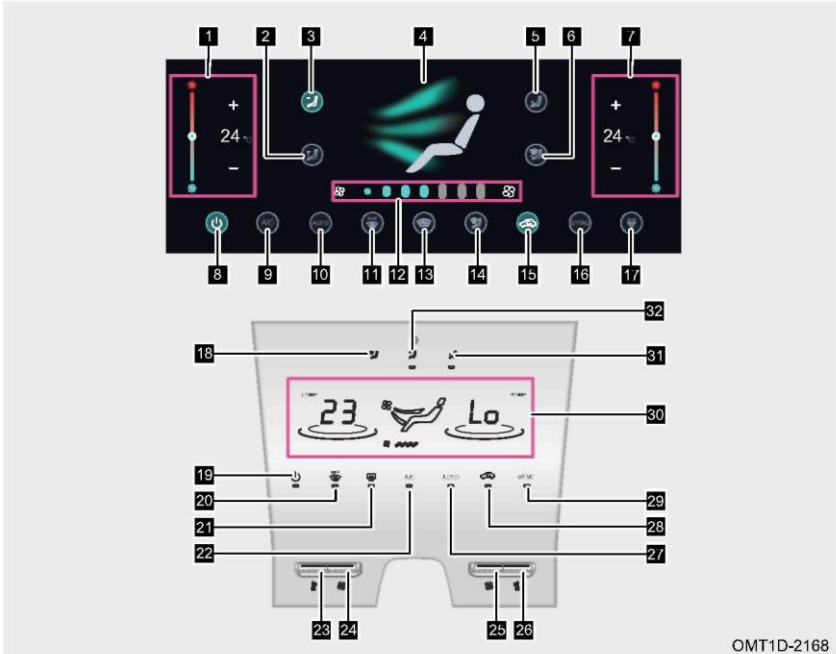 1 2 3 4 5 6 7
+ +
24 °C 24 °C
− −
A/C AUTO SYNC
8 9 10 11 12 13 14 15 16 17
32
18 31
23 Lo 30
19
20 A/C AUTO SYNC 29
21 28
22 27
23 24 25 26
OMT1D-2168